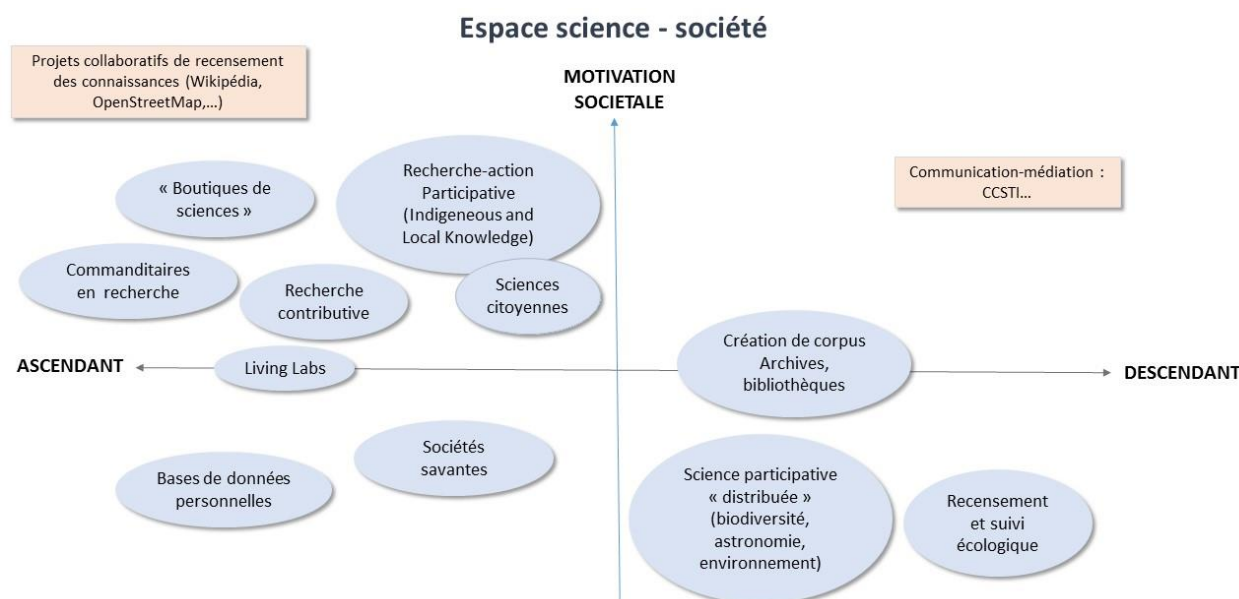 Espace science - société
Projets collaboratifs de recensement
des connaissances (Wikipédia,
OpenStreetMap,...)
MOTIVATION
SOCIETALE
Communication-médiation :
CCSTI...
« Boutiques de
sciences »
Recherche-action
Participative
(Indigeneous and
Local Knowledge)
Commanditaires
en recherche
Recherche
contributive
Sciences
citoyennes
ASCENDANT
Living Labs
Création de corpus
Archives,
bibliothèques
DESCENDANT
Bases de données
personnelles
Sociétés
savantes
Science participative
« distribuée »
(biodiversité,
astronomie,
environnement)
Recensement
et suivi
écologique